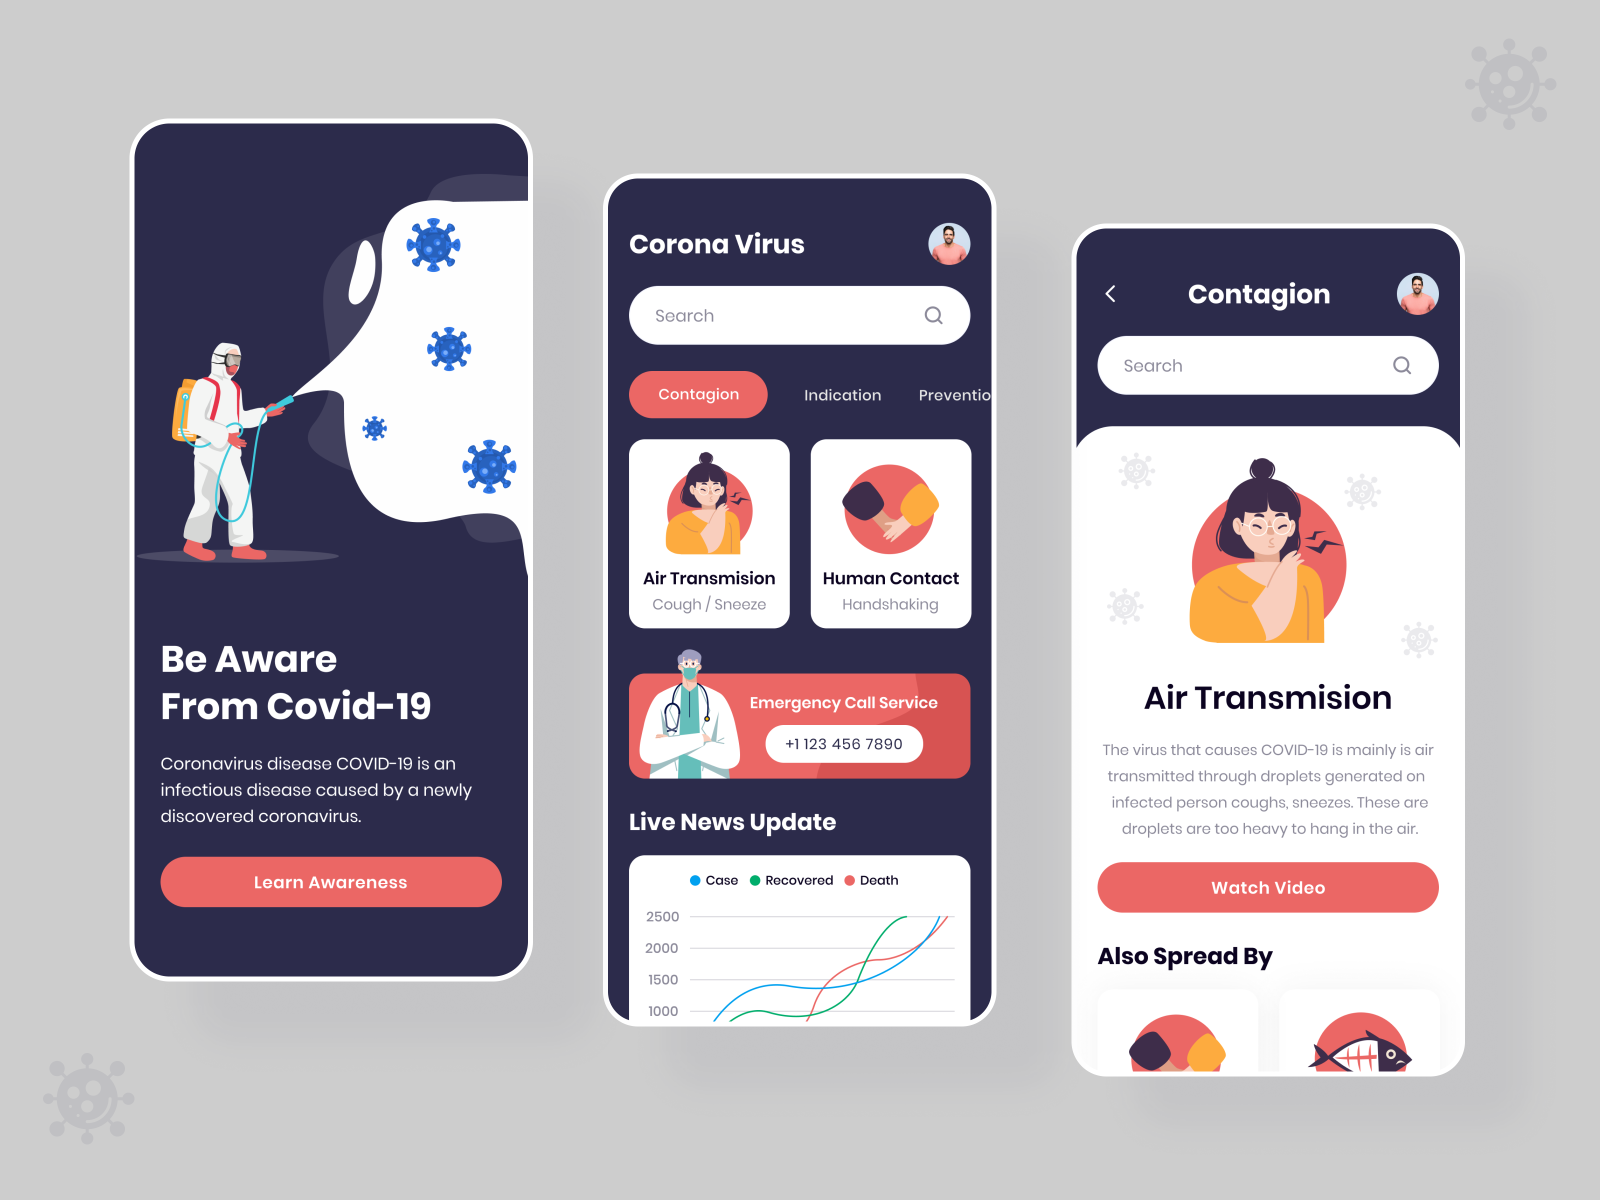 Be Aware
From Covid-19
Coronavirus disease COVID-19 is an
infectious disease caused by a newly
discovered coronavirus.
Learn Awareness
Corona Virus
Search
Contagion
Indication
Preventio
Air Transmision
Cough / Sneeze
Human Contact
Handshaking
Emergency Call Service
+1 123 456 7890
Live News Update
Case
Recovered
Death
2500
2000
1500
1000
Contagion
Search
Air Transmision
The virus that causes COVID-19 is mainly is air
transmitted through droplets generated on
infected person coughs, sneezes. These are
droplets are too heavy to hang in the air.
Watch Video
Also Spread By